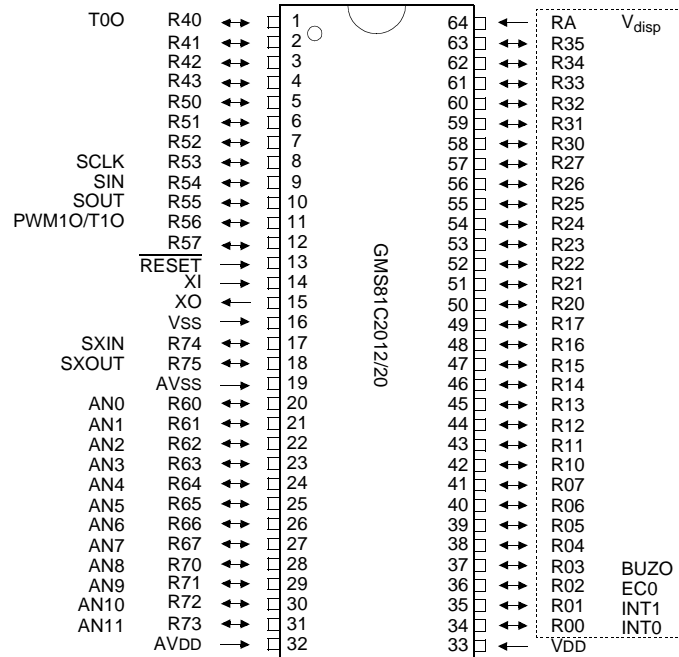 T0O R40 1 64 RA Vdisp
R41 2 63 R35
R42 3 62 R34
R43 4 61 R33
R50 5 60 R32
R51 6 59 R31
R52 7 58 R30
SCLK R53 8 57 R27
SIN R54 9 56 R26
SOUT R55 10 55 R25
PWM1O/T1O R56 11 54 R24
R57 12 53 R23
RESET 13 52 R22
XI 14 51 R21
XO 15 50 R20
VSS 16 49 R17
SXIN R74 17 48 R16
SXOUT R75 18 47 R15
AVSS 19 46 R14
AN0 R60 20 45 R13
AN1 R61 21 44 R12
AN2 R62 22 43 R11
AN3 R63 23 42 R10
AN4 R64 24 41 R07
AN5 R65 25 40 R06
AN6 R66 26 39 R05
AN7 R67 27 38 R04
AN8 R70 28 37 R03 BUZO
AN9 R71 29 36 R02 EC0
AN10 R72 30 35 R01 INT1
AN11 R73 31 34 R00 INT0
AVDD 32 33 VDD
GMS81C2012/20